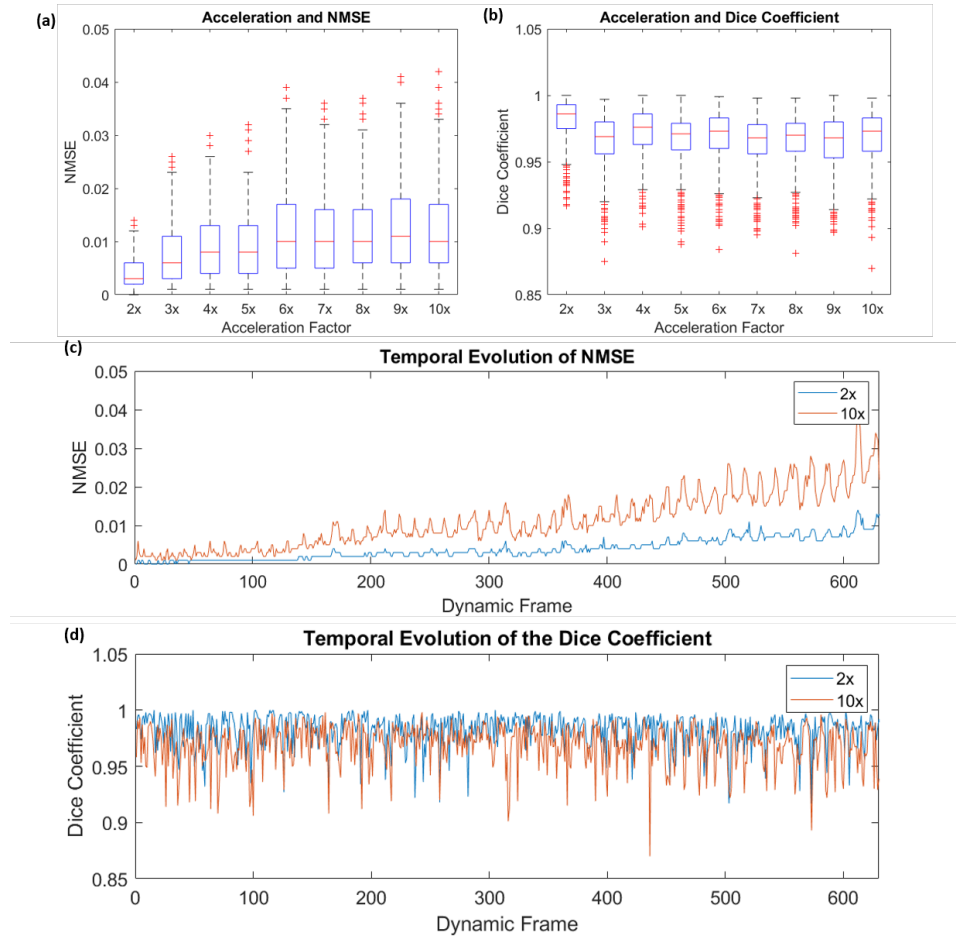 (a)
Acceleration and NMSE
0.05
0.04
0.03
0.02
0.01
0
NMSE
2x 3x 4x 5x 6x 7x 8x 9x 10x
Acceleration Factor
(b)
Acceleration and Dice Coefficient
1.05
1
0.95
0.9
0.85
Dice Coefficient
2x 3x 4x 5x 6x 7x 8x 9x 10x
Acceleration Factor
(c)
Temporal Evolution of NMSE
0.05
0.04
0.03
0.02
0.01
0
NMSE
2x
10x
0 100 200 300 400 500 600
Dynamic Frame
(d)
Temporal Evolution of the Dice Coefficient
1.05
1
0.95
0.9
0.85
Dice Coefficient
2x
10x
0 100 200 300 400 500 600
Dynamic Frame